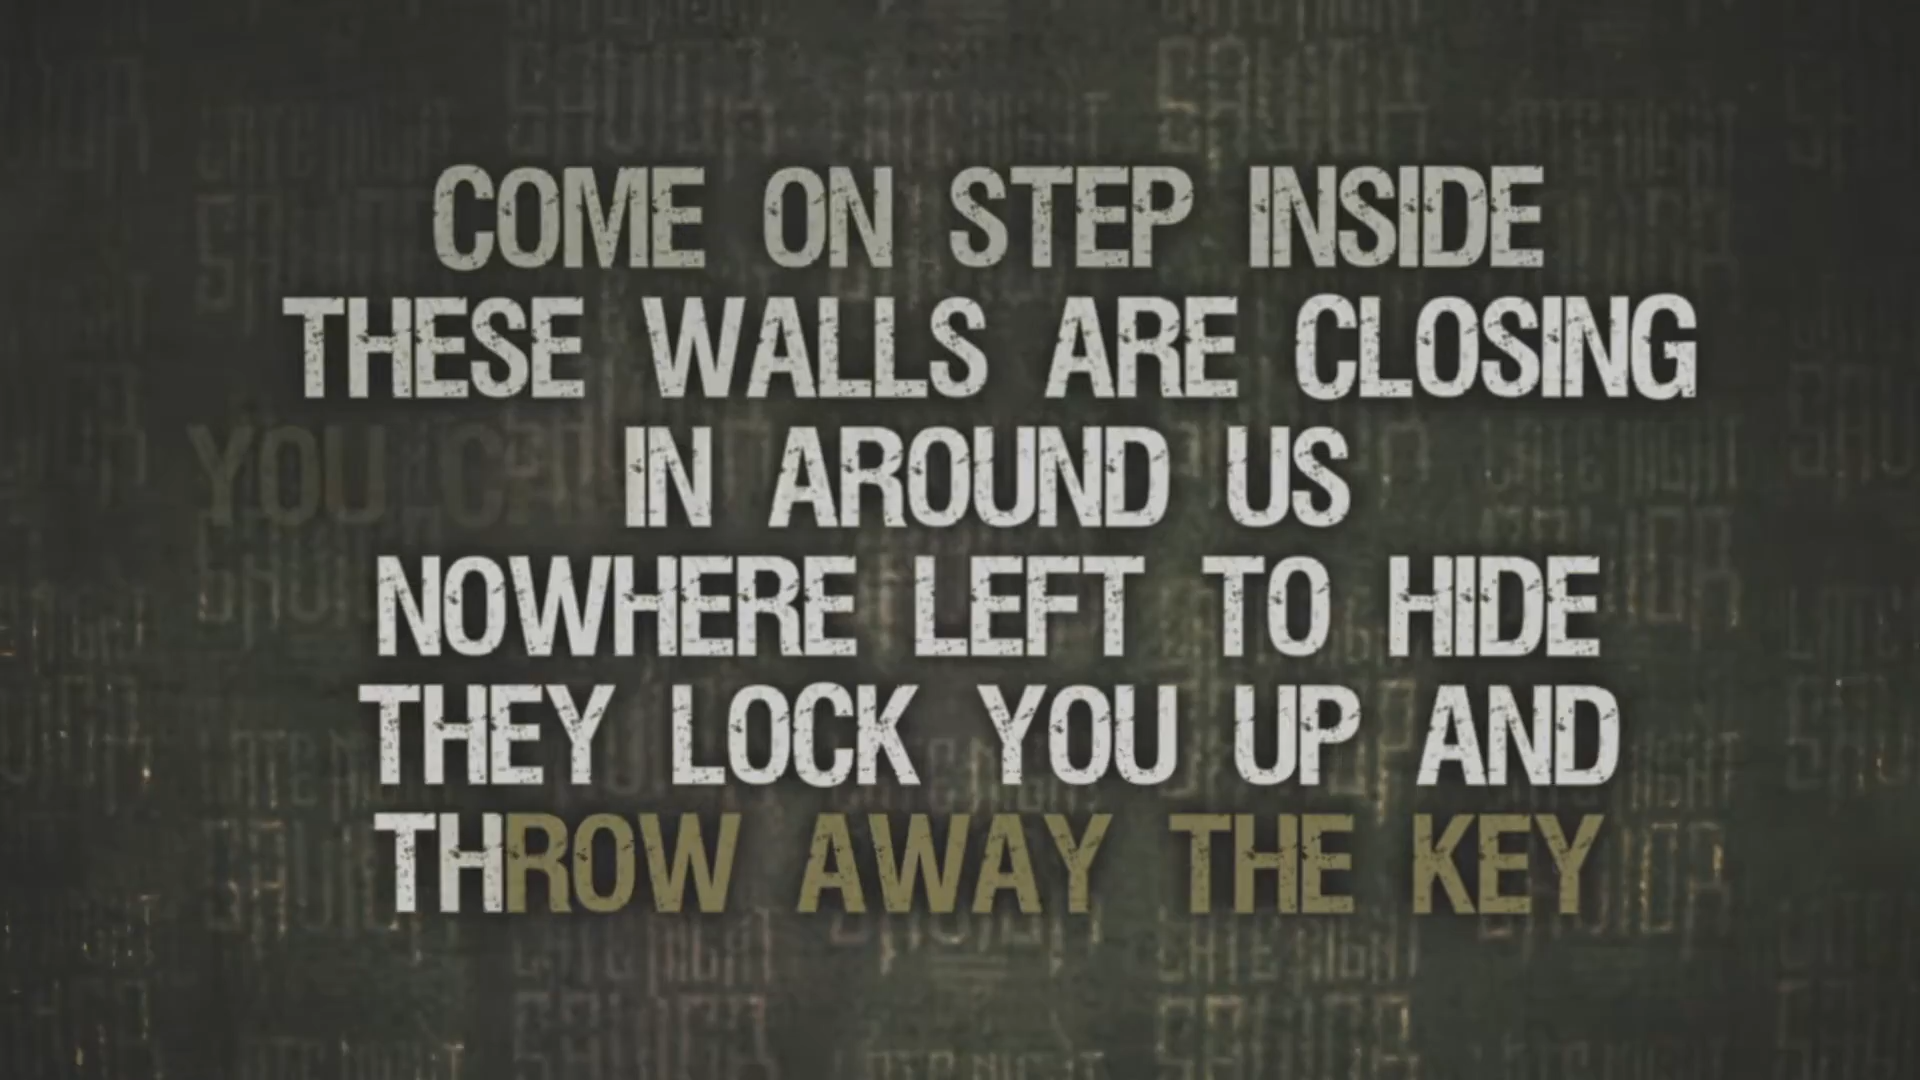 COME ON STEP INSIDE
THESE WALLS ARE CLOSING
YOU
IN AROUND US
NOWHERE LEFT TO HIDE
THEY LOCK YOU UP AND
THROW AWAY THE KEY